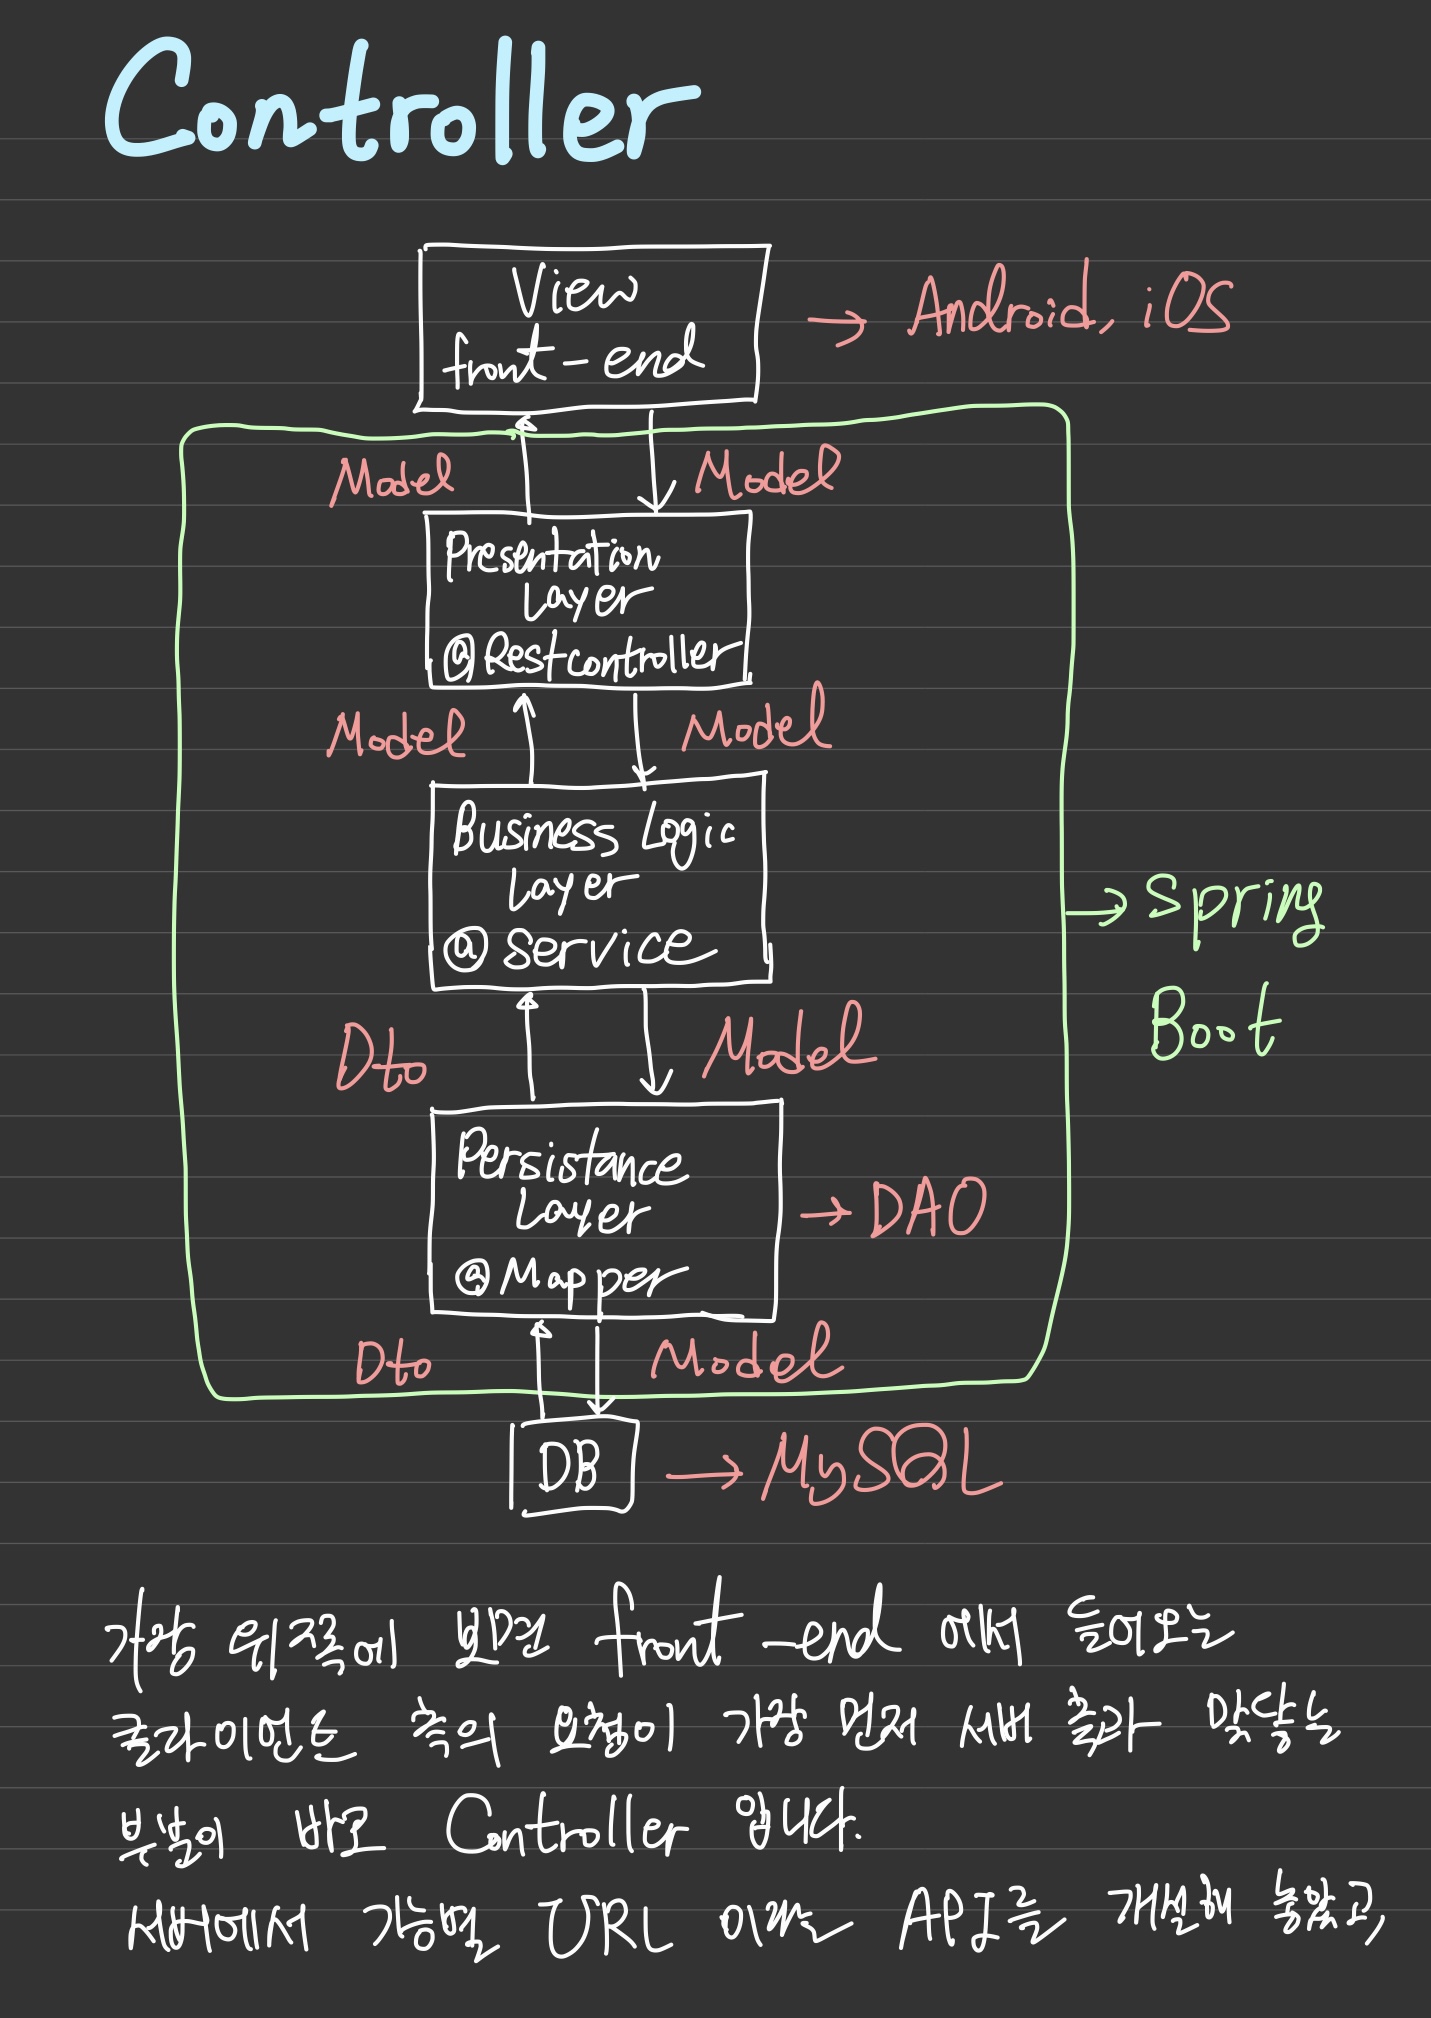 Controller
View
front-end
→ Android, iOS
Model
Model
Presentation
Layer
@Restcontroller
Model
Model
Business Logic
Layer
@Service
→ Spring
Boot
Dto
Model
Persistance
Layer
@Mapper
→ DAO
Dto
Model
DB
→ MySQL
가장 위쪽에 보면 front-end 에서 들어오는
클라이언트 측의 요청이 가장 먼저 서버 측과 맞닿는
부분이 바로 Controller 입니다.
서버에서 기능별 URL 이라는 API를 개설해 놓았고,